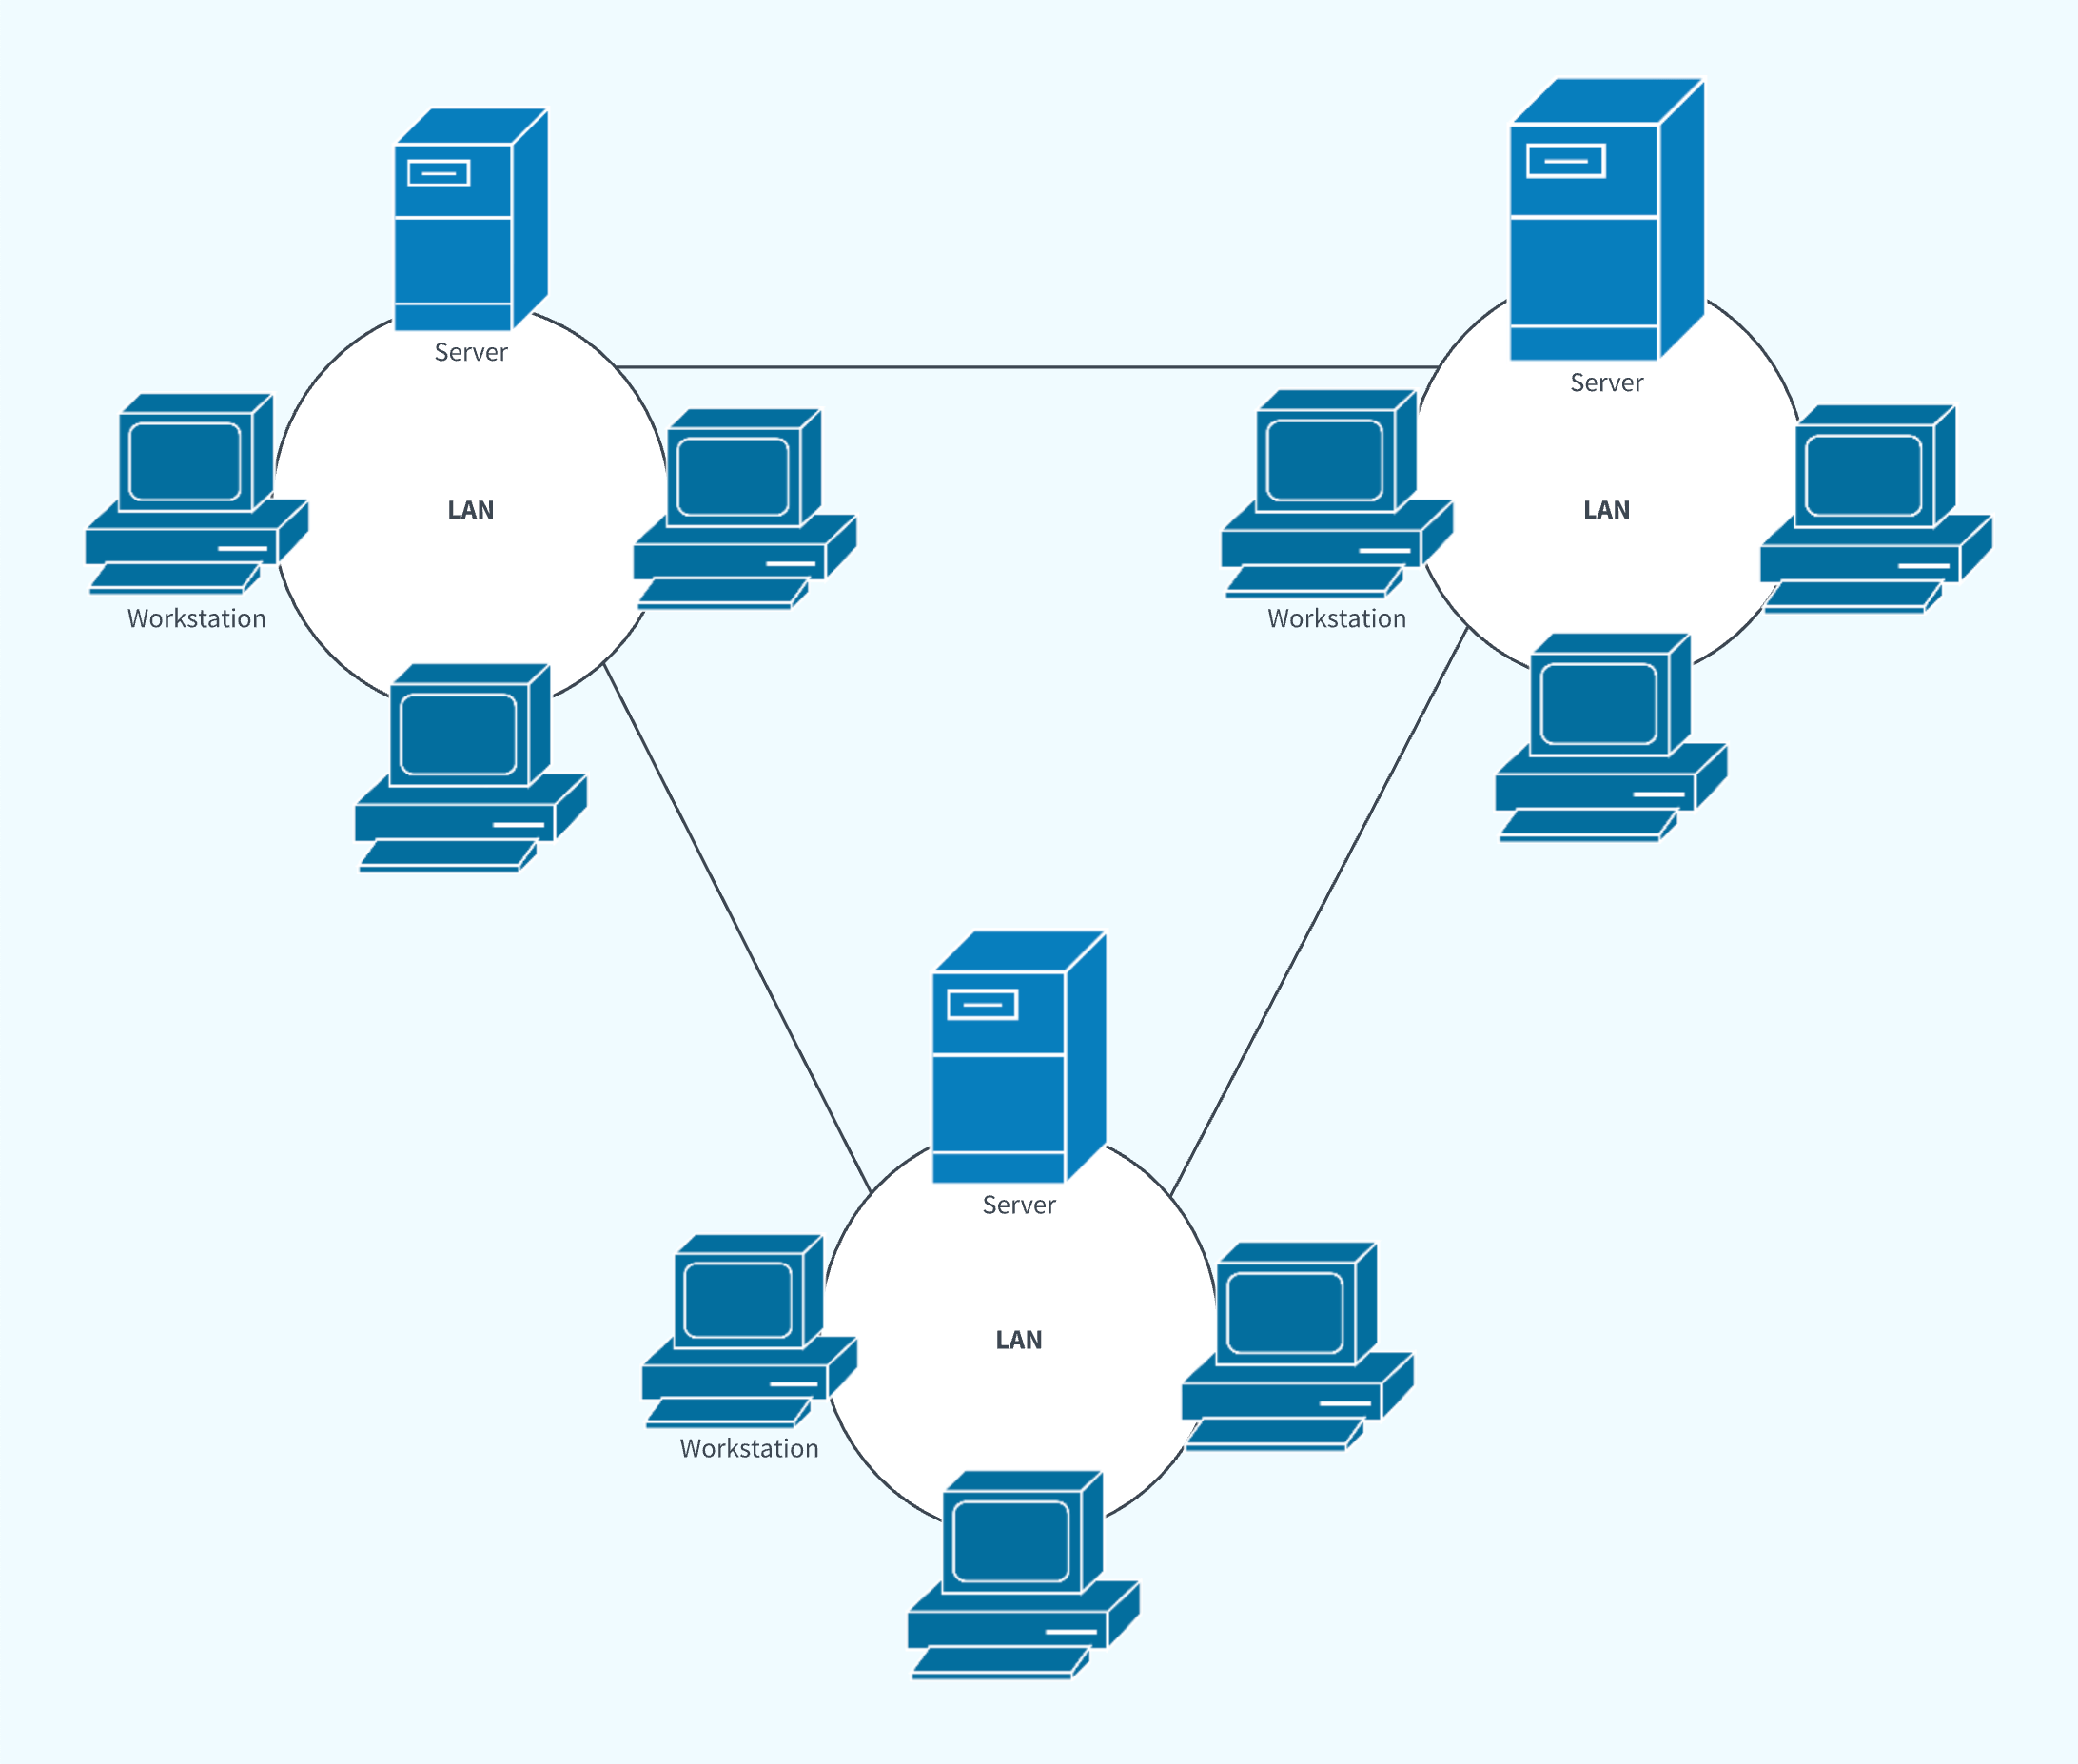 Server
Server
LAN
LAN
Workstation
Workstation
Server
LAN
Workstation